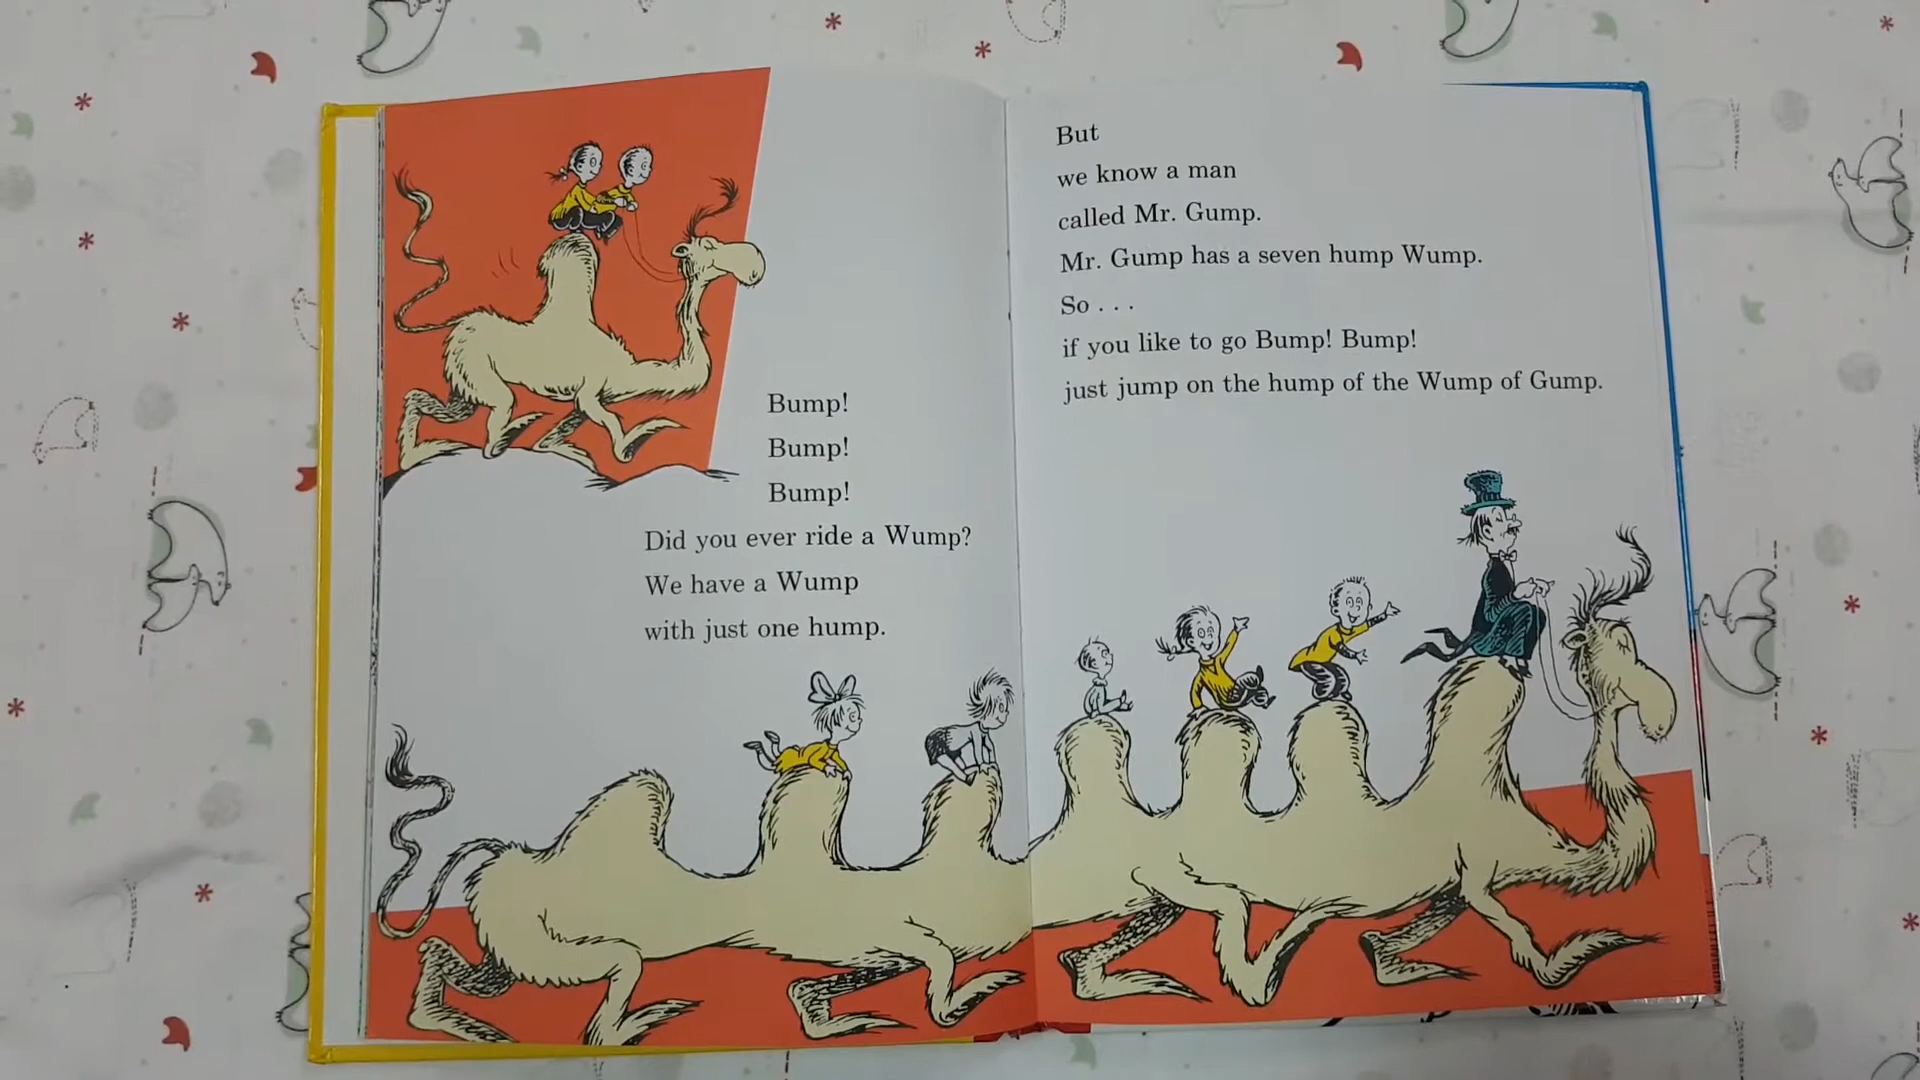 Bump!
Bump!
Bump!
Did you ever ride a Wump?
We have a Wump
with just one hump.
But
we know a man
called Mr. Gump.
Mr. Gump has a seven hump Wump.
So . . .
if you like to go Bump! Bump!
just jump on the hump of the Wump of Gump.